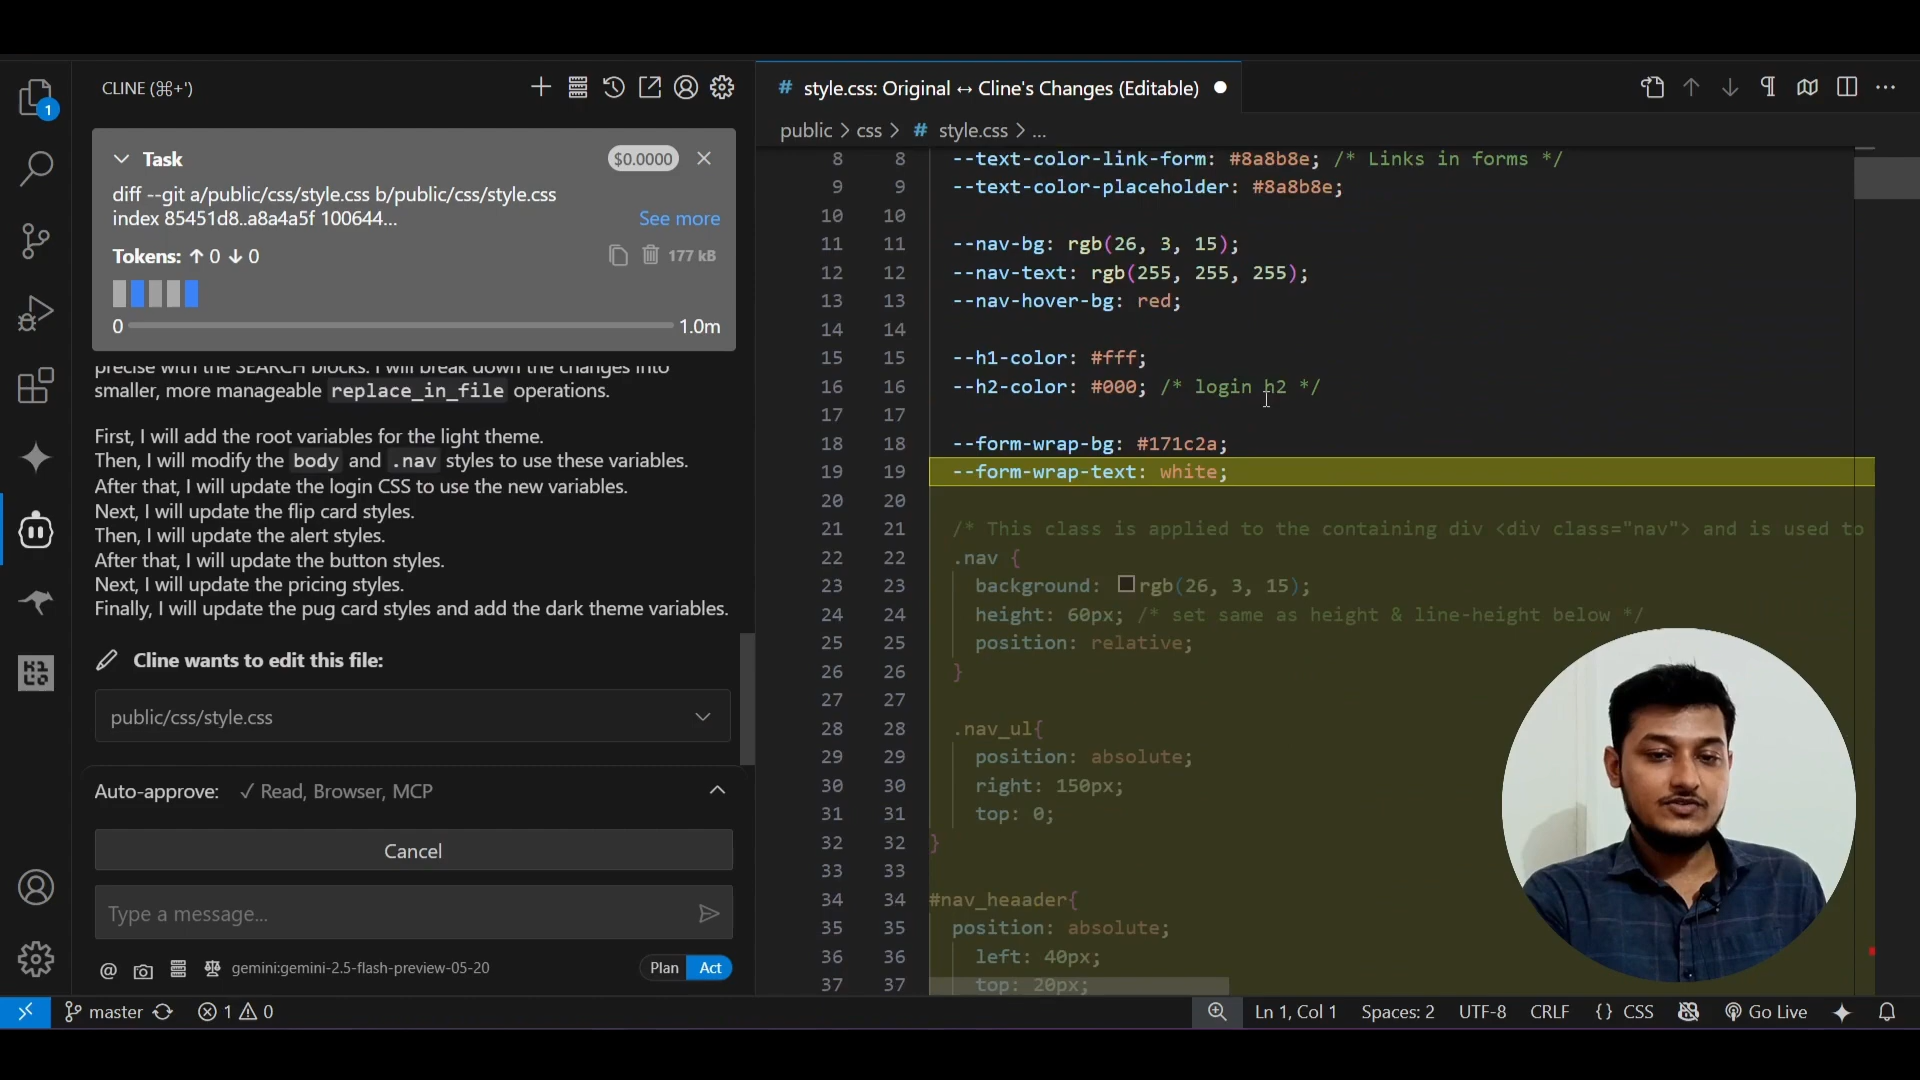 CLINE (⌘+')
Task
$0.0000
diff --git a/public/css/style.css b/public/css/style.css
index 85451d8..a8a4a5f 100644...
See more
Tokens: ↑ 0 ↓ 0
177 kB
0
1.0m
precise with the SEARCH blocks. I will break down the changes into
smaller, more manageable replace_in_file operations.
First, I will add the root variables for the light theme.
Then, I will modify the body and .nav styles to use these variables.
After that, I will update the login CSS to use the new variables.
Next, I will update the flip card styles.
Then, I will update the alert styles.
After that, I will update the button styles.
Next, I will update the pricing styles.
Finally, I will update the pug card styles and add the dark theme variables.
Cline wants to edit this file:
public/css/style.css
Auto-approve: ✓ Read, Browser, MCP
Cancel
Type a message...
@ gemini:gemini-2.5-flash-preview-05-20
Plan Act
1
# style.css: Original ↔ Cline's Changes (Editable) ●
public > css > # style.css > ...
8 8 --text-color-link-form: #8a8b8e; /* Links in forms */
9 9 --text-color-placeholder: #8a8b8e;
10 10
11 11 --nav-bg: rgb(26, 3, 15);
12 12 --nav-text: rgb(255, 255, 255);
13 13 --nav-hover-bg: red;
14 14
15 15 --h1-color: #fff;
16 16 --h2-color: #000; /* login h2 */
17 17
18 18 --form-wrap-bg: #171c2a;
19 19 --form-wrap-text: white;
20 20
21 21 /* This class is applied to the containing div <div class="nav"> and is used to
22 22 .nav {
23 23 background: rgb(26, 3, 15);
24 24 height: 60px; /* set same as height & line-height below */
25 25 position: relative;
26 26 }
27 27
28 28 .nav_ul{
29 29 position: absolute;
30 30 right: 150px;
31 31 top: 0;
32 32 }
33 33
34 34 #nav_heaader{
35 35 position: absolute;
36 36 left: 40px;
37 37 top: 20px;
master
1 0
Ln 1, Col 1
Spaces: 2
UTF-8
CRLF
{} CSS
Go Live